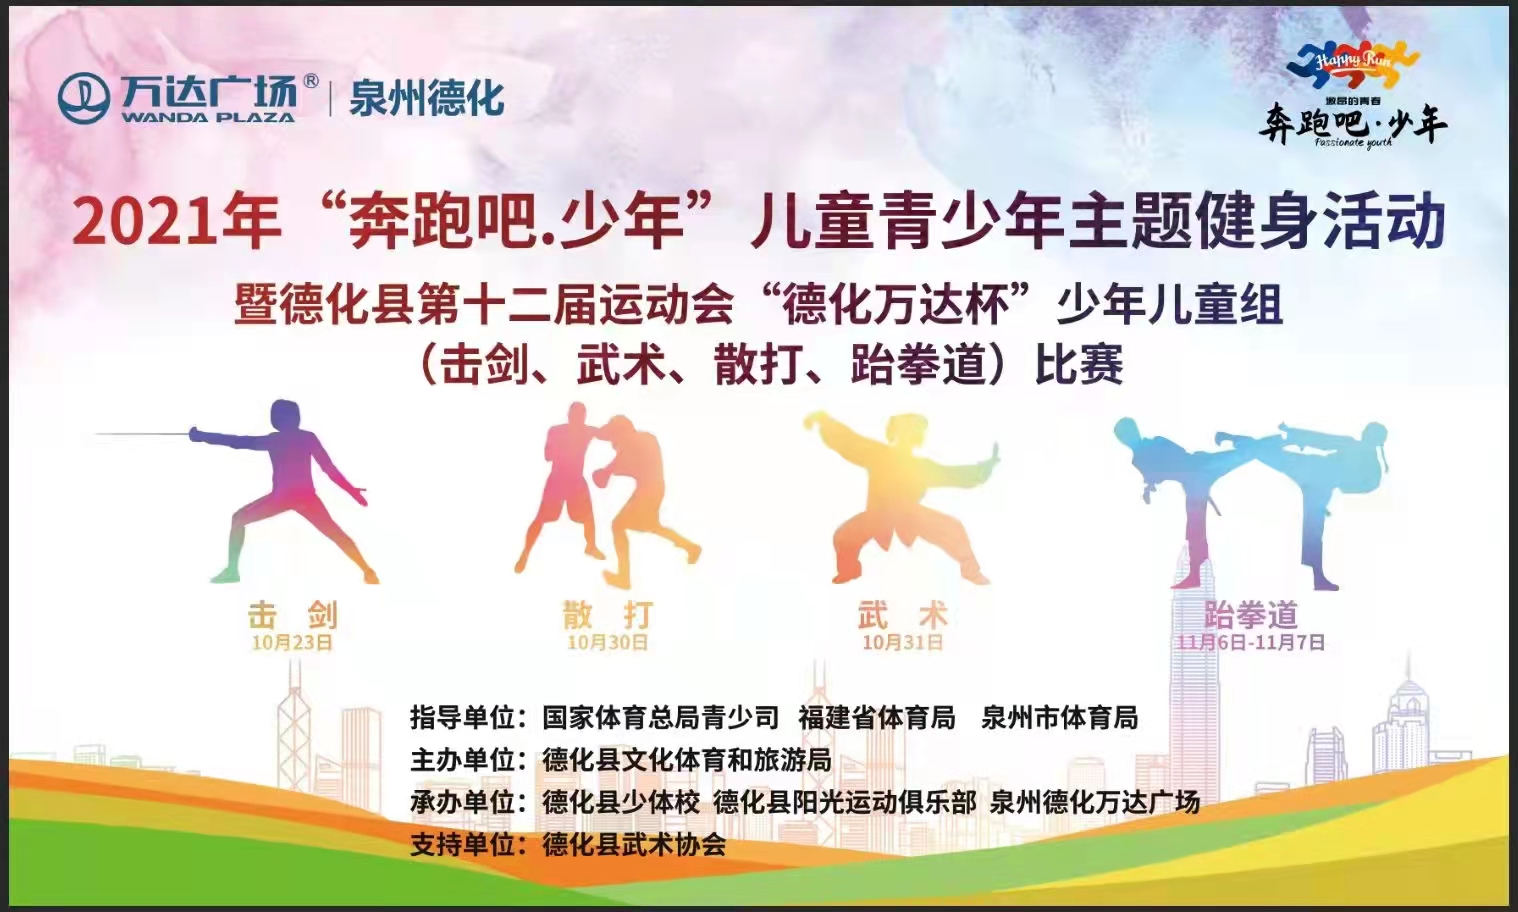 万达广场® | 泉州德化
WANDA PLAZA
Happy Run
激昂的青春
奔跑吧·少年
Passionate youth
2021年“奔跑吧.少年”儿童青少年主题健身活动
暨德化县第十二届运动会“德化万达杯”少年儿童组
（击剑、武术、散打、跆拳道）比赛
击 剑
10月23日
散 打
10月30日
武 术
10月31日
跆拳道
11月6日-11月7日
指导单位：国家体育总局青少司 福建省体育局 泉州市体育局
主办单位：德化县文化体育和旅游局
承办单位：德化县少体校 德化县阳光运动俱乐部 泉州德化万达广场
支持单位：德化县武术协会